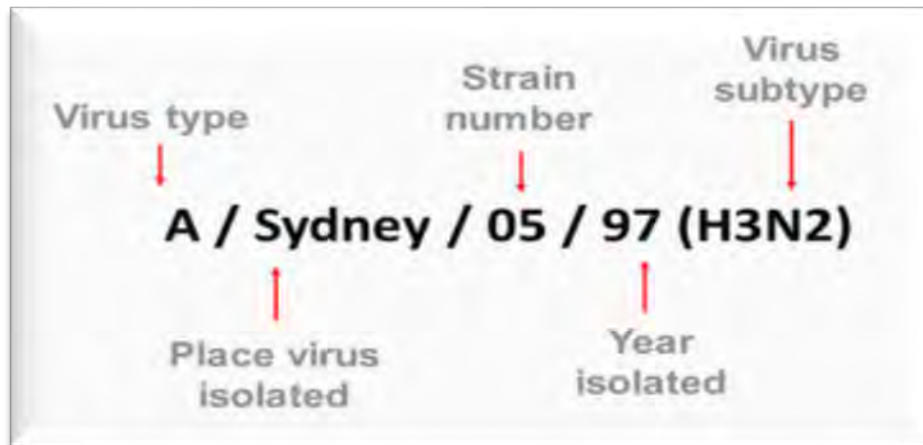 Virus type
Strain
number
Virus
subtype
A / Sydney / 05 / 97 (H3N2)
Place virus
isolated
Year
isolated